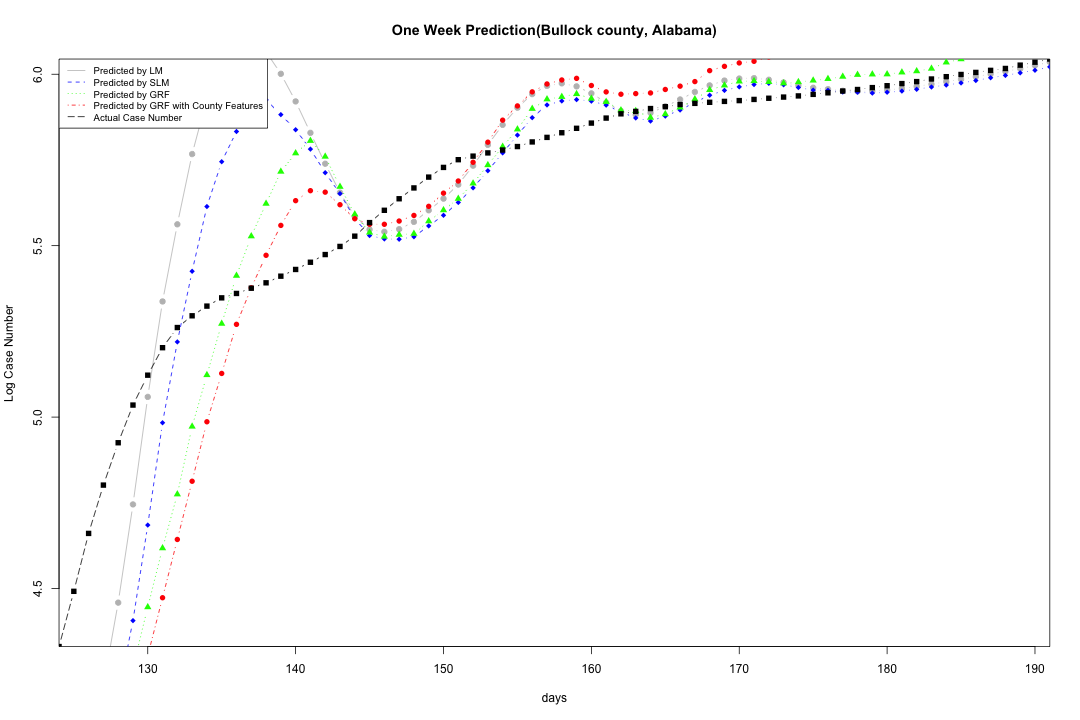 One Week Prediction(Bullock county, Alabama)
Predicted by LM
Predicted by SLM
Predicted by GRF
Predicted by GRF with County Features
Actual Case Number
Log Case Number
6.0
5.5
5.0
4.5
130 140 150 160 170 180 190
days